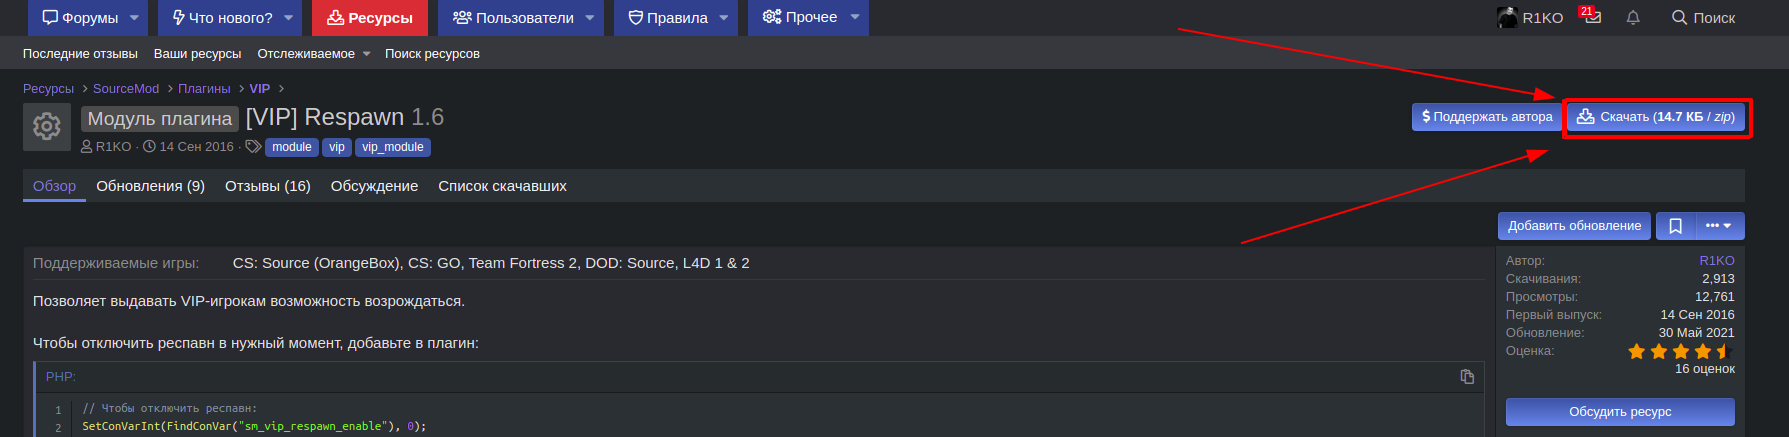 Форумы Что нового? Ресурсы Пользователи Правила Прочее R1KO 21 Поиск
Последние отзывы Ваши ресурсы Отслеживаемое Поиск ресурсов
Ресурсы > SourceMod > Плагины > VIP >
Модуль плагина [VIP] Respawn 1.6
$ Поддержать автора Скачать (14.7 КБ / zip)
R1KO · 14 Сен 2016 · module vip vip_module
Обзор Обновления (9) Отзывы (16) Обсуждение Список скачавших
Добавить обновление •••
Поддерживаемые игры: CS: Source (OrangeBox), CS: GO, Team Fortress 2, DOD: Source, L4D 1 & 2
Позволяет выдавать VIP-игрокам возможность возрождаться.
Чтобы отключить респавн в нужный момент, добавьте в плагин:
PHP:
1 // Чтобы отключить респавн:
2 SetConVarInt(FindConVar("sm_vip_respawn_enable"), 0);
Автор: R1KO
Скачивания: 2,913
Просмотры: 12,761
Первый выпуск: 14 Сен 2016
Обновление: 30 Май 2021
Оценка:
16 оценок
Обсудить ресурс